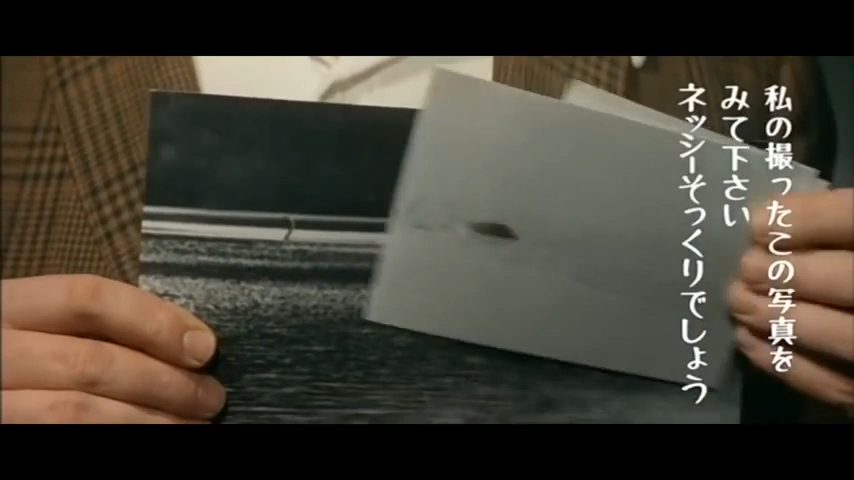 私の撮ったこの写真を
みて下さい
ネッシーそっくりでしょう